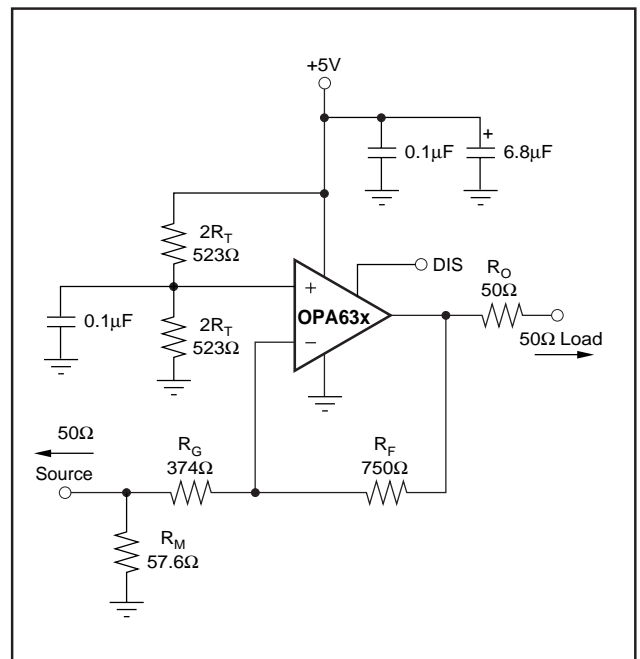 +5V
+
0.1µF
6.8µF
2R_T
523Ω
DIS
R_O
50Ω
+
OPA63x
−
0.1µF
2R_T
523Ω
50Ω Load
50Ω
Source
R_G
374Ω
R_F
750Ω
R_M
57.6Ω